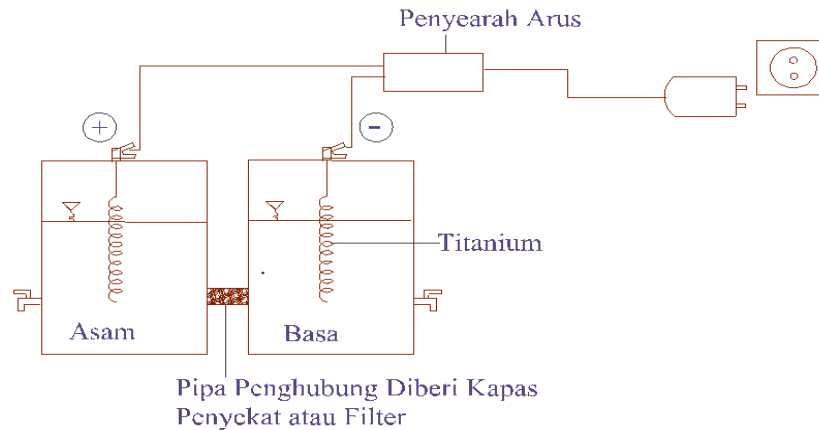 Penyearah Arus
+
-
Titanium
Asam
Basa
Pipa Penghubung Diberi Kapas
Penyekat atau Filter